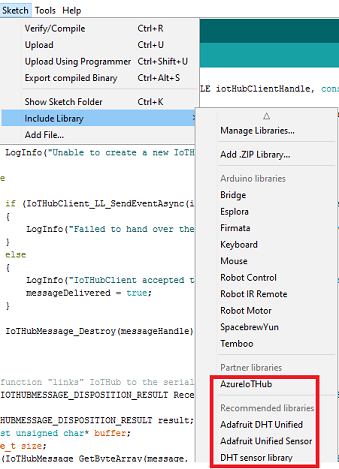 Sketch Tools Help
Verify/Compile Ctrl+R
Upload Ctrl+U
Upload Using Programmer Ctrl+Shift+U
Export compiled Binary Ctrl+Alt+S
Show Sketch Folder Ctrl+K
Include Library
Add File...
LE iotHubClientHandle, cons
Manage Libraries...
Add .ZIP Library...
Arduino libraries
Bridge
Esplora
Firmata
Keyboard
Mouse
Robot Control
Robot IR Remote
Robot Motor
SpacebrewYun
Temboo
Partner libraries
AzureIoTHub
Recommended libraries
Adafruit DHT Unified
Adafruit Unified Sensor
DHT sensor library
LogInfo("Unable to create a new IoTH
e
if (IoTHubClient_LL_SendEventAsync(i
{
LogInfo("Failed to hand over the
}
else
{
LogInfo("IoTHubClient accepted t
messageDelivered = true;
}
IoTHubMessage_Destroy(messageHandle)
function "links" IoTHub to the serial
IOTHUBMESSAGE_DISPOSITION_RESULT Rece
HUBMESSAGE_DISPOSITION_RESULT result;
st unsigned char* buffer;
e_t size;
(IoTHubMessage_GetByteArray(message,